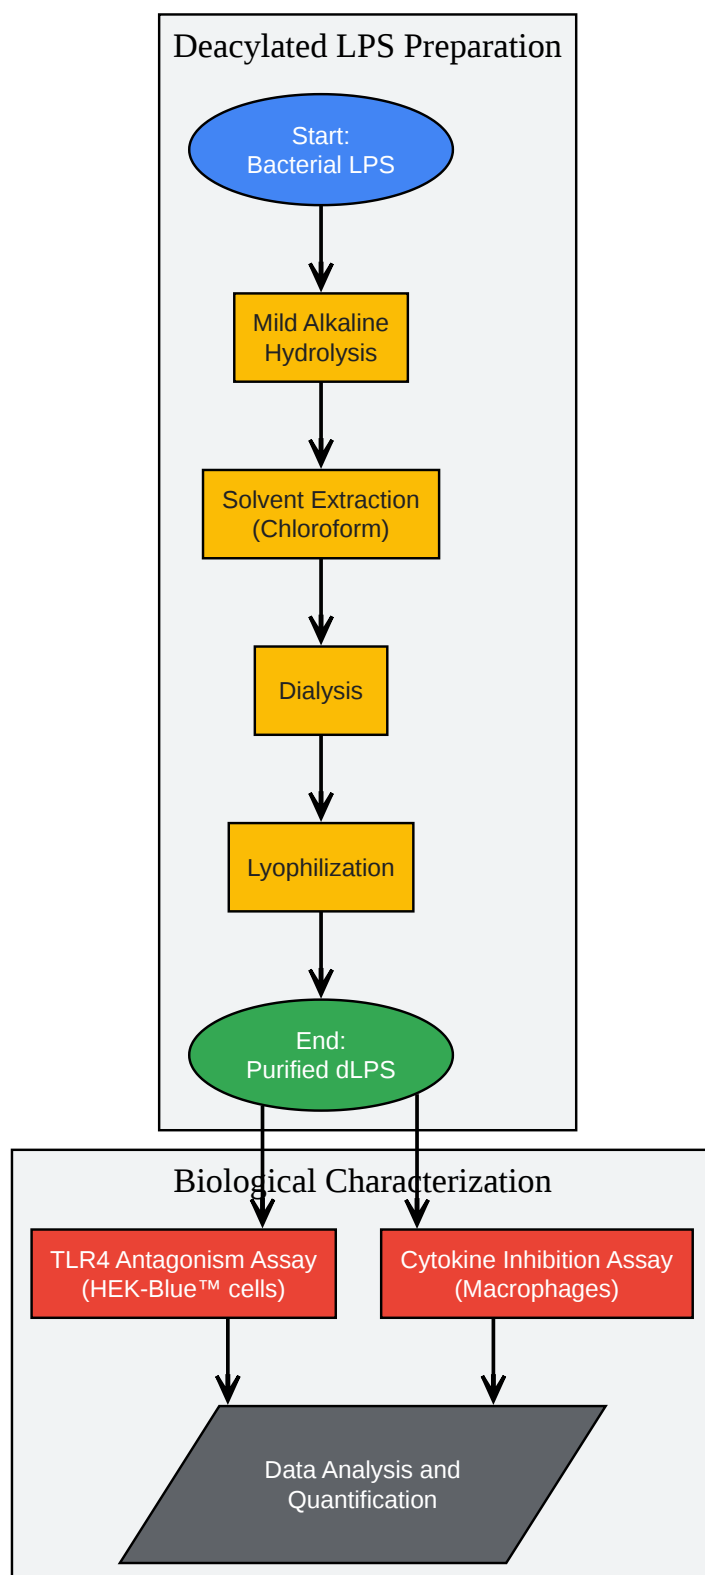 Deacylated LPS Preparation
Start:
Bacterial LPS
Mild Alkaline
Hydrolysis
Solvent Extraction
(Chloroform)
Dialysis
Lyophilization
End:
Purified dLPS
Biological Characterization
TLR4 Antagonism Assay
(HEK-Blue™ cells)
Cytokine Inhibition Assay
(Macrophages)
Data Analysis and
Quantification